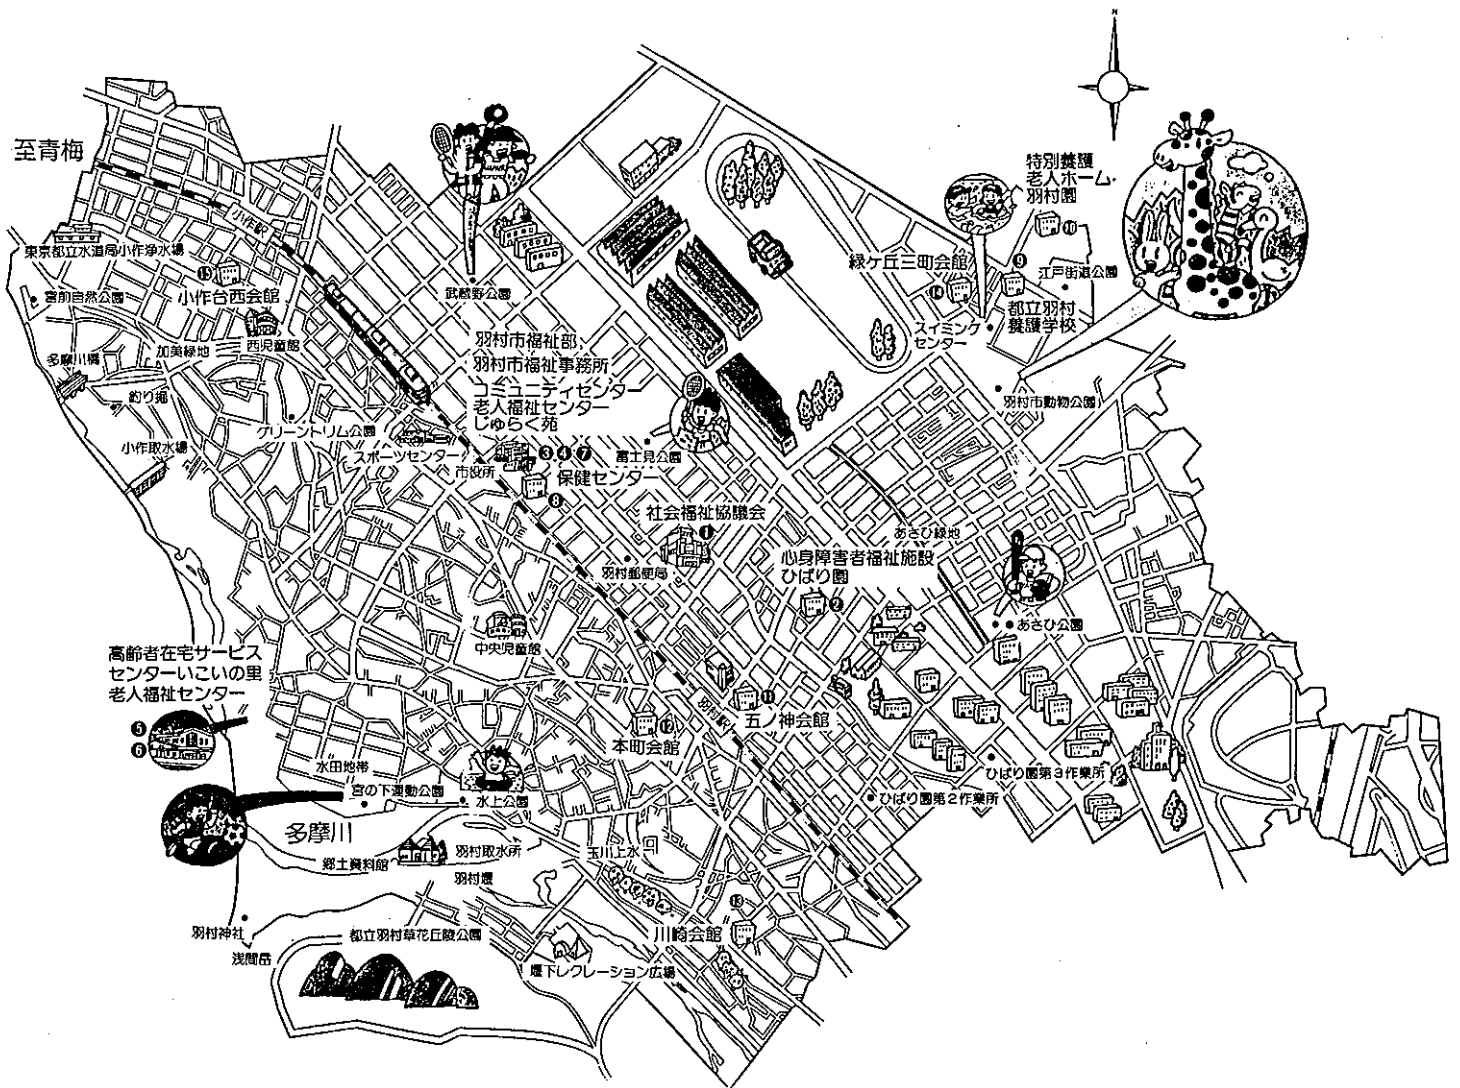 N
至青梅
小作駅
東京都立水道局小作浄水場
⓯
小作台西会館
宮前自然公園
西児童館
加美緑地
多摩川橋
釣り堀
小作取水場
グリーントリム公園
スポーツセンター
市役所
武蔵野公園
羽村市福祉部
羽村市福祉事務所
コミュニティセンター
老人福祉センター
じゅらく苑
❸❹❼
保健センター
❽
富士見公園
社会福祉協議会
❶
羽村郵便局
特別養護
老人ホーム
羽村園
❿
❾
江戸街道公園
緑ケ丘三町会館
⓮
都立羽村
養護学校
スイミング
センター
羽村市動物公園
あさひ緑地
心身障害者福祉施設
ひばり園
❷
あさひ公園
中央児童館
高齢者在宅サービス
センターいこいの里
老人福祉センター
❺
❻
羽村駅
⓫
五ノ神会館
⓬
本町会館
ひばり園第3作業所
ひばり園第2作業所
水田地帯
宮の下運動公園
水上公園
多摩川
郷土資料館
羽村取水所
羽村堰
玉川上水
⓭
川崎会館
羽村神社
浅間岳
都立羽村草花丘陵公園
堰下レクレーション広場